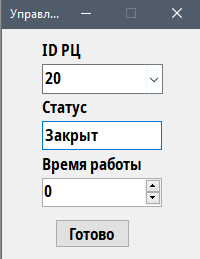 Управл...
ID РЦ
20
Статус
Закрыт
Время работы
0
Готово